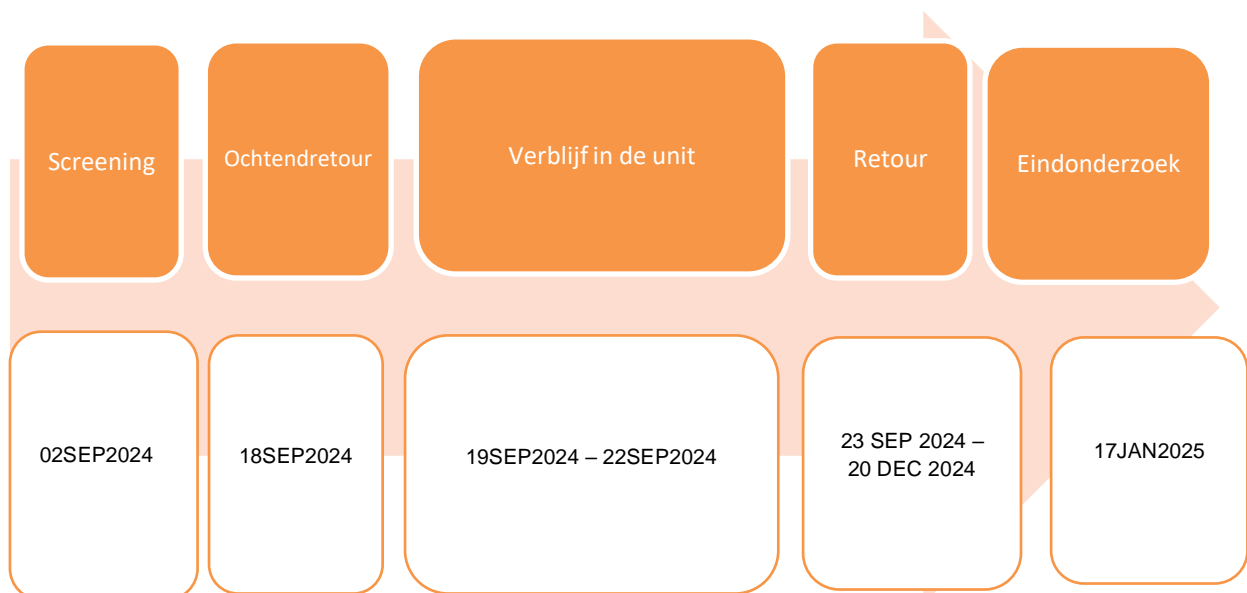 Screening
Ochtendretour
Verblijf in de unit
Retour
Eindonderzoek
02SEP2024
18SEP2024
19SEP2024 – 22SEP2024
23 SEP 2024 –
20 DEC 2024
17JAN2025